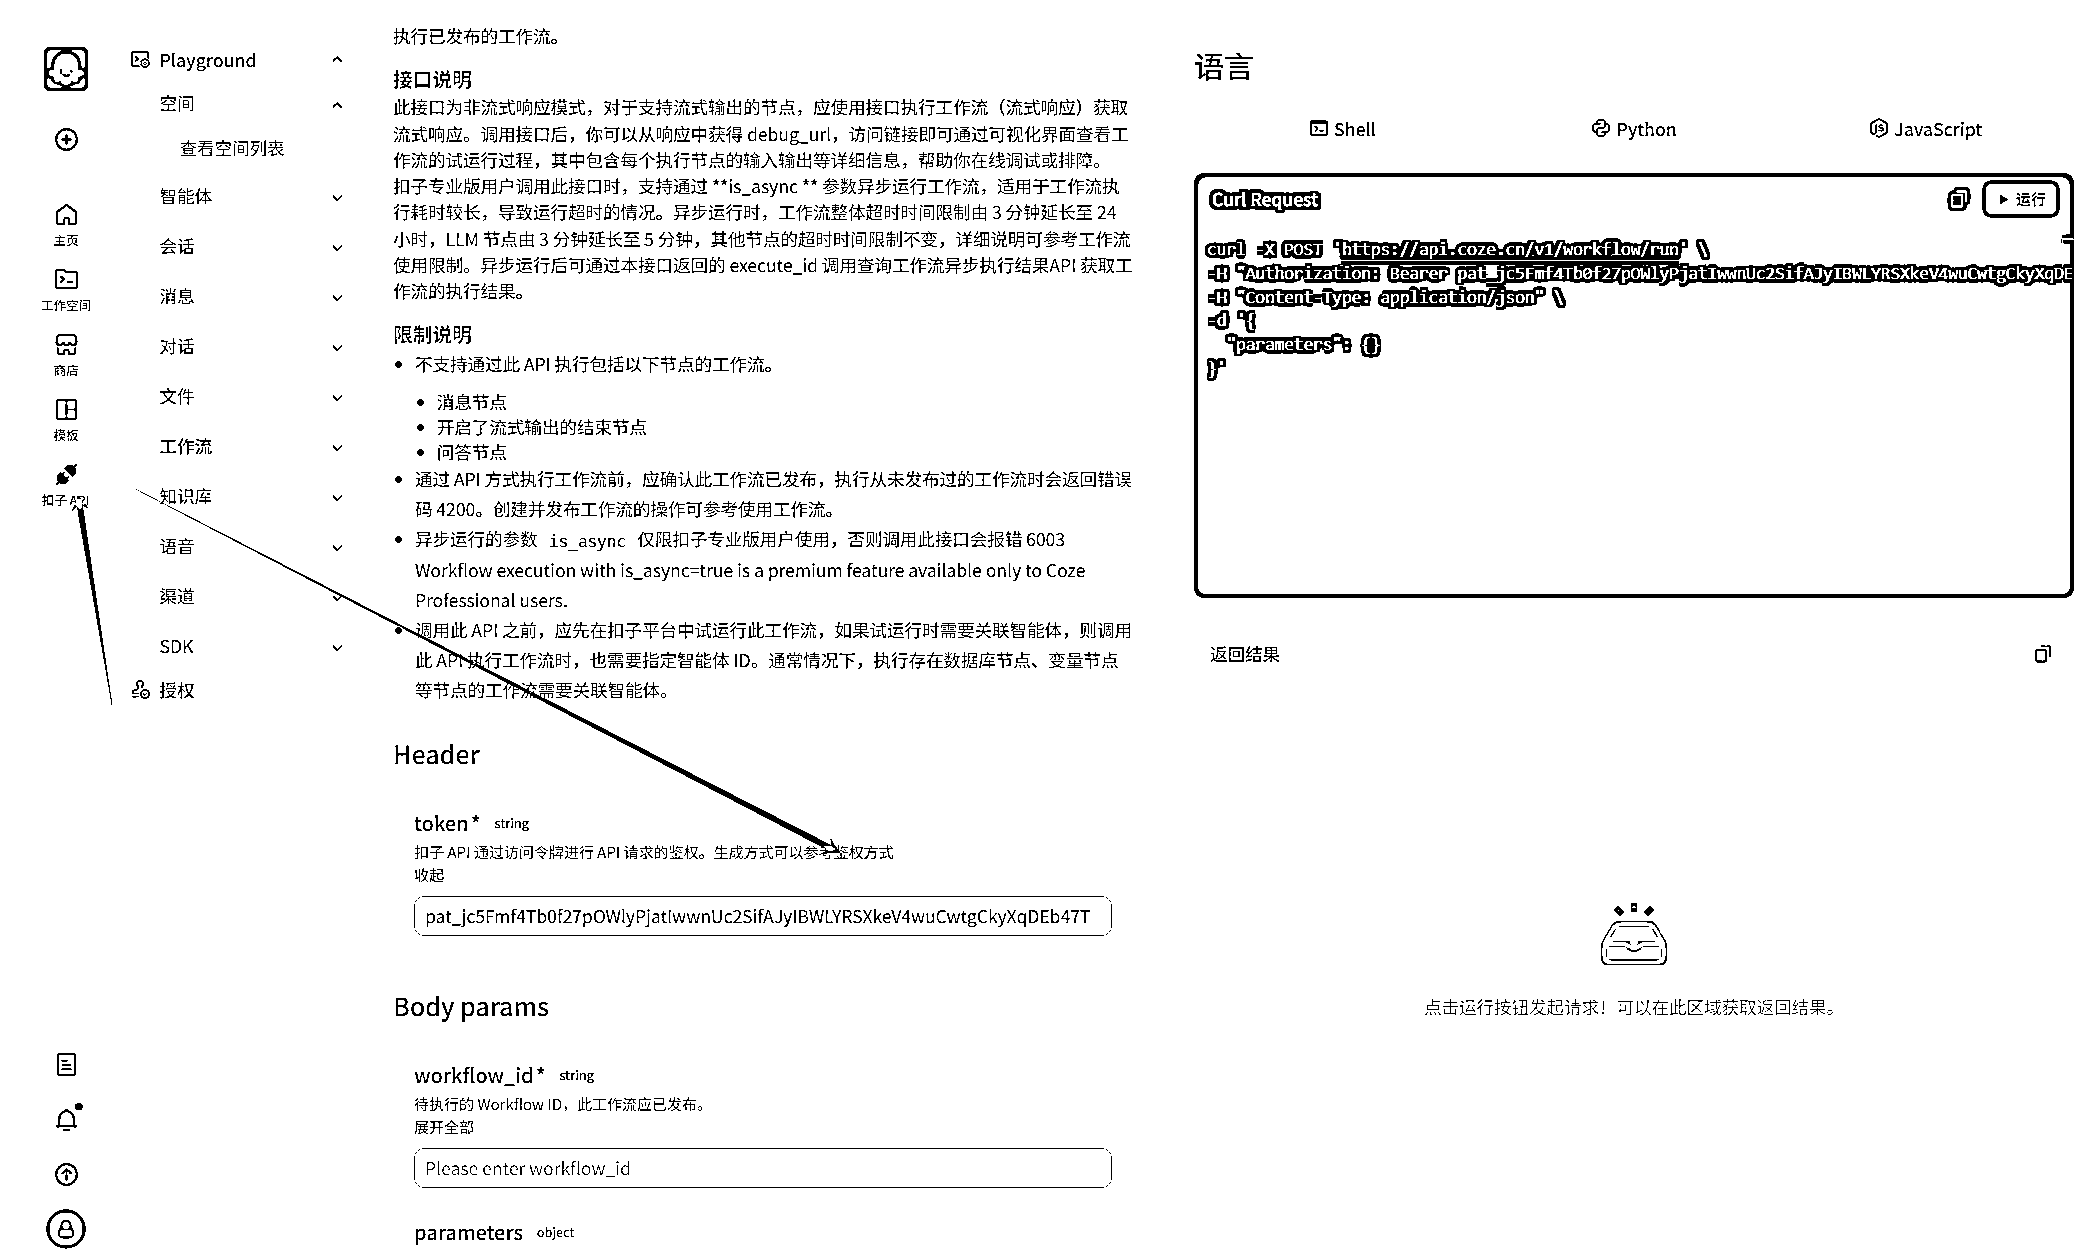 主页
工作空间
商店
模板
扣子 API
Playground
空间
查看空间列表
智能体
会话
消息
对话
文件
工作流
知识库
语音
渠道
SDK
授权
执行已发布的工作流。
接口说明
此接口为非流式响应模式，对于支持流式输出的节点，应使用接口执行工作流（流式响应）获取
流式响应。调用接口后，你可以从响应中获得 debug_url，访问链接即可通过可视化界面查看工
作流的试运行过程，其中包含每个执行节点的输入输出等详细信息，帮助你在线调试或排障。
扣子专业版用户调用此接口时，支持通过 **is_async ** 参数异步运行工作流，适用于工作流执
行耗时较长，导致运行超时的情况。异步运行时，工作流整体超时时间限制由 3 分钟延长至 24
小时，LLM 节点由 3 分钟延长至 5 分钟，其他节点的超时时间限制不变，详细说明可参考工作流
使用限制。异步运行后可通过本接口返回的 execute_id 调用查询工作流异步执行结果API 获取工
作流的执行结果。
限制说明
• 不支持通过此 API 执行包括以下节点的工作流。
• 消息节点
• 开启了流式输出的结束节点
• 问答节点
• 通过 API 方式执行工作流前，应确认此工作流已发布，执行从未发布过的工作流时会返回错误
码 4200。创建并发布工作流的操作可参考使用工作流。
• 异步运行的参数 is_async 仅限扣子专业版用户使用，否则调用此接口会报错 6003
Workflow execution with is_async=true is a premium feature available only to Coze
Professional users.
• 调用此 API 之前，应先在扣子平台中试运行此工作流，如果试运行时需要关联智能体，则调用
此 API 执行工作流时，也需要指定智能体 ID。通常情况下，执行存在数据库节点、变量节点
等节点的工作流需要关联智能体。
Header
token* string
扣子 API 通过访问令牌进行 API 请求的鉴权。生成方式可以参考鉴权方式
收起
pat_jc5Fmf4Tb0f27pOWlyPjatIwwnUc2SifAJyIBWLYRSXkeV4wuCwtgCkyXqDEb47T
Body params
workflow_id* string
待执行的 Workflow ID，此工作流应已发布。
展开全部
Please enter workflow_id
parameters object
语言
Shell
Python
JavaScript
Curl Request
运行
curl -X POST 'https://api.coze.cn/v1/workflow/run' \
-H "Authorization: Bearer pat_jc5Fmf4Tb0f27pOWlyPjatIwwnUc2SifAJyIBWLYRSXkeV4wuCwtgCkyXqDE
-H "Content-Type: application/json" \
-d '{
"parameters": {}
}'
返回结果
点击运行按钮发起请求！可以在此区域获取返回结果。